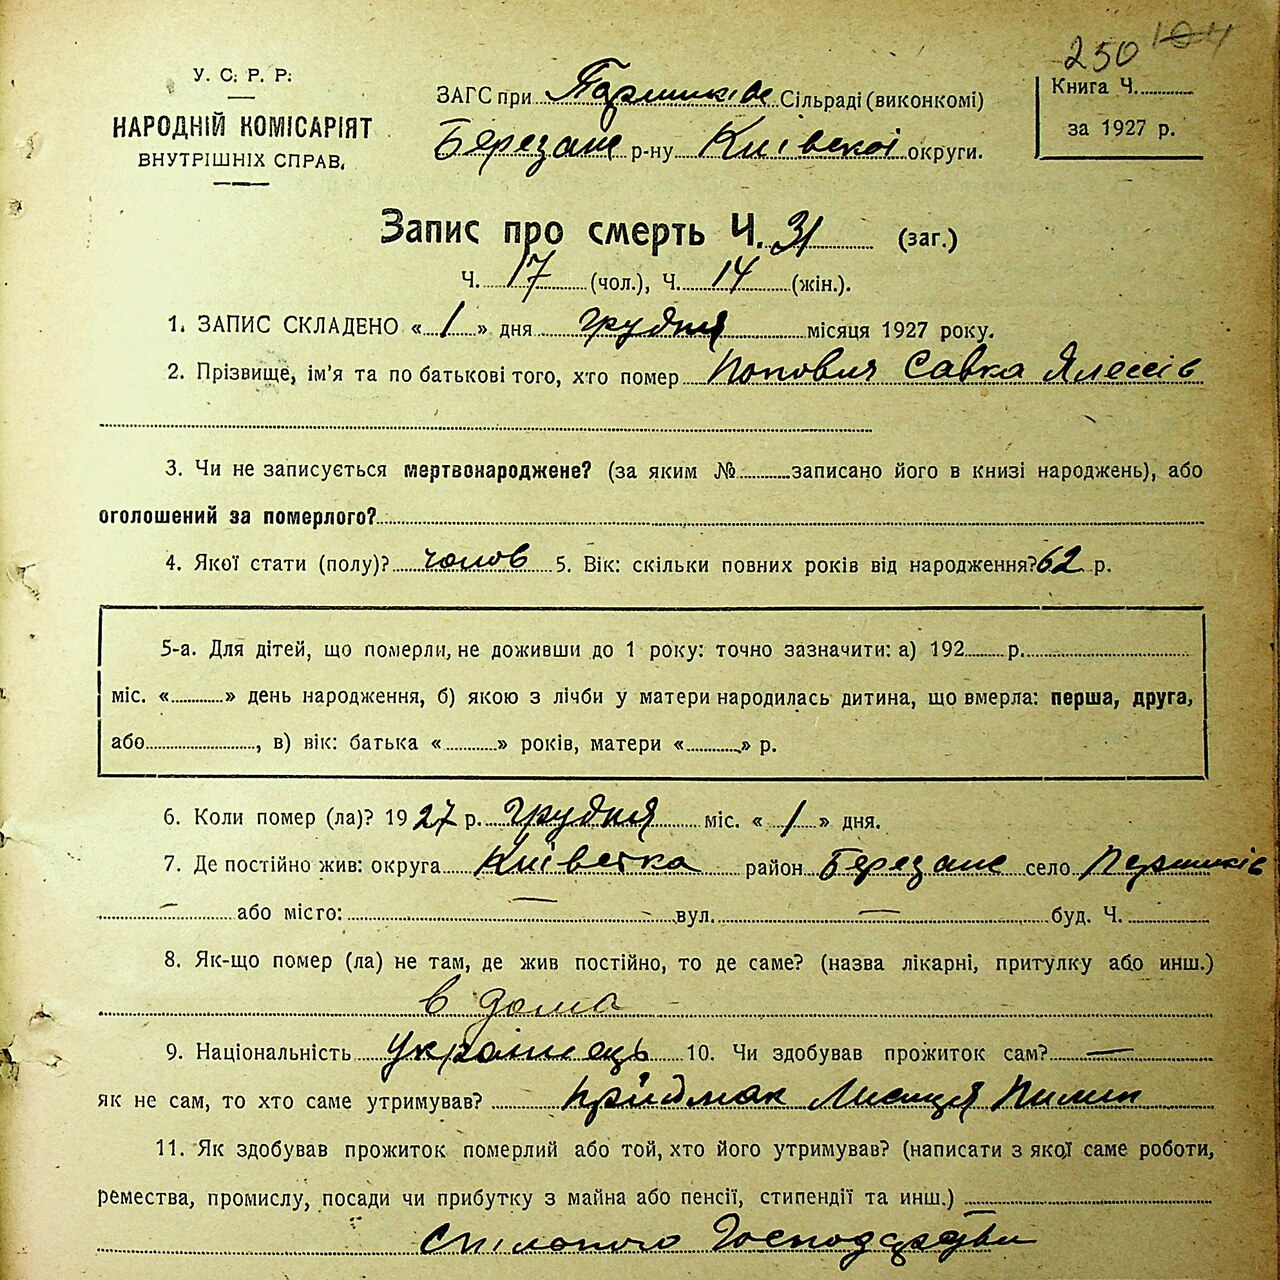 250 104
У. С. Р. Р.
НАРОДНІЙ КОМІСАРІЯТ
ВНУТРІШНІХ СПРАВ.
ЗАГС при Сільраді (виконкомі)
Березанс р-ну Київскої округи.
Книга Ч.
за 1927 р.
Запис про смерть Ч. 31 (заг.)
Ч. 17 (чол.), Ч. 14 (жін.).
1. ЗАПИС СКЛАДЕНО « 1 » дня грудня місяця 1927 року.
2. Прізвище, ім'я та по батькові того, хто помер Попович Савка
3. Чи не записується мертвонароджене? (за яким № записано його в книзі народжень), або
оголошений за померлого?
4. Якої стати (полу)? чолов 5. Вік: скільки повних років від народження? 62 р.
5-а. Для дітей, що померли, не доживши до 1 року: точно зазначити: а) 192 р.
міс. « » день народження, б) якою з лічби у матери народилась дитина, що вмерла: перша, друга,
або , в) вік: батька « » років, матери « » р.
6. Коли помер (ла)? 1927 р. грудня міс. « 1 » дня.
7. Де постійно жив: округа Київська район Березанс село
— або місто: — вул. — буд. Ч.
8. Як-що помер (ла) не там, де жив постійно, то де саме? (назва лікарні, притулку або инш.)
в дома
9. Національність Українець 10. Чи здобував прожиток сам? —
як не сам, то хто саме утримував? прийдмак Лисиця Пилип
11. Як здобував прожиток померлий або той, хто його утримував? (написати з якої саме роботи,
ремества, промислу, посади чи прибутку з майна або пенсії, стипендії та инш.)
Господарства